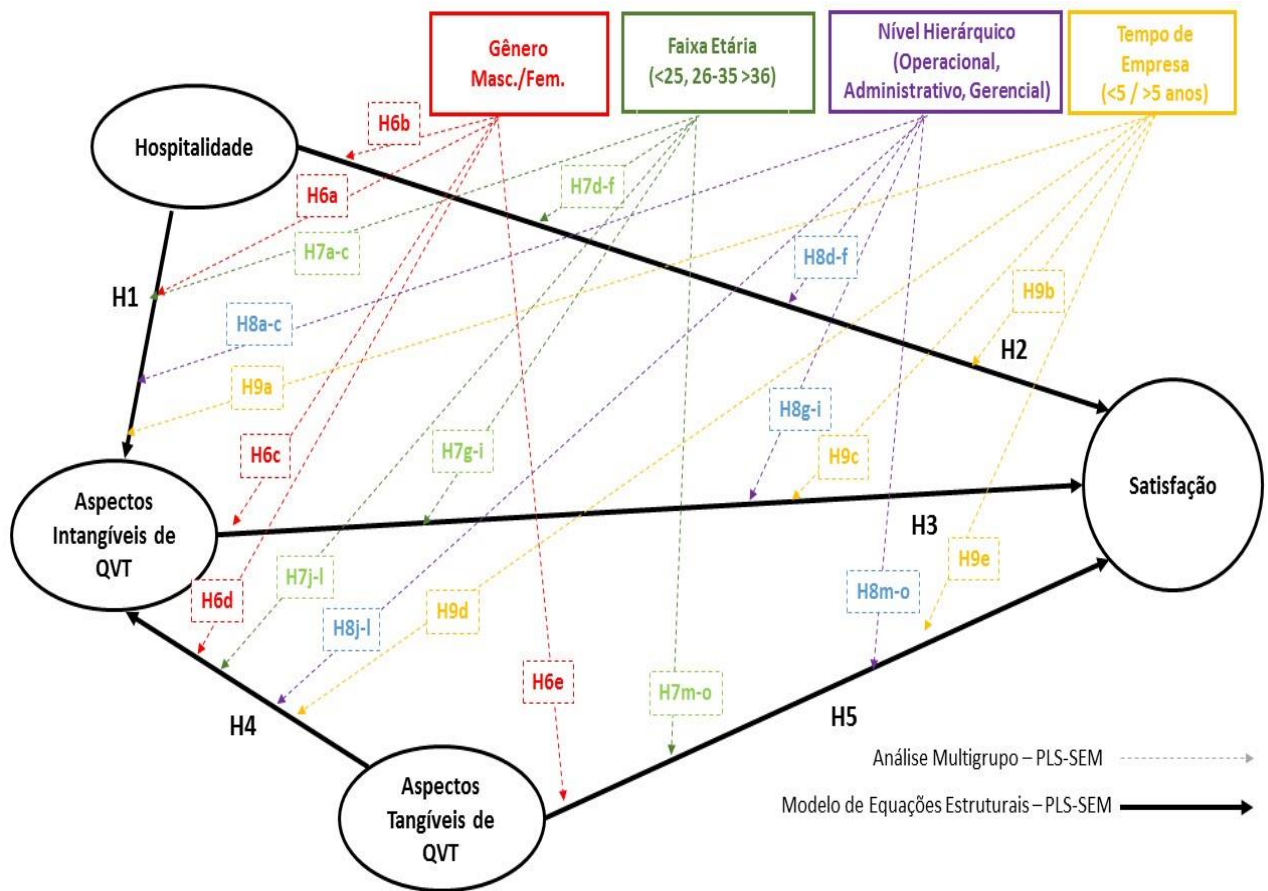 Gênero
Masc./Fem.
Faixa Etária
(<25, 26-35 >36)
Nível Hierárquico
(Operacional,
Administrativo, Gerencial)
Tempo de
Empresa
(<5 / >5 anos)
Hospitalidade
H6b
H6a
H7d-f
H7a-c
H8d-f
H9b
H1
H8a-c
H2
H9a
H8g-i
H6c
H7g-i
H9c
Aspectos
Intangíveis de
QVT
Satisfação
H3
H6d
H7j-l
H8j-l
H9d
H8m-o
H9e
H6e
H7m-o
H4
H5
Aspectos
Tangíveis de
QVT
Análise Multigrupo – PLS-SEM
Modelo de Equações Estruturais – PLS-SEM